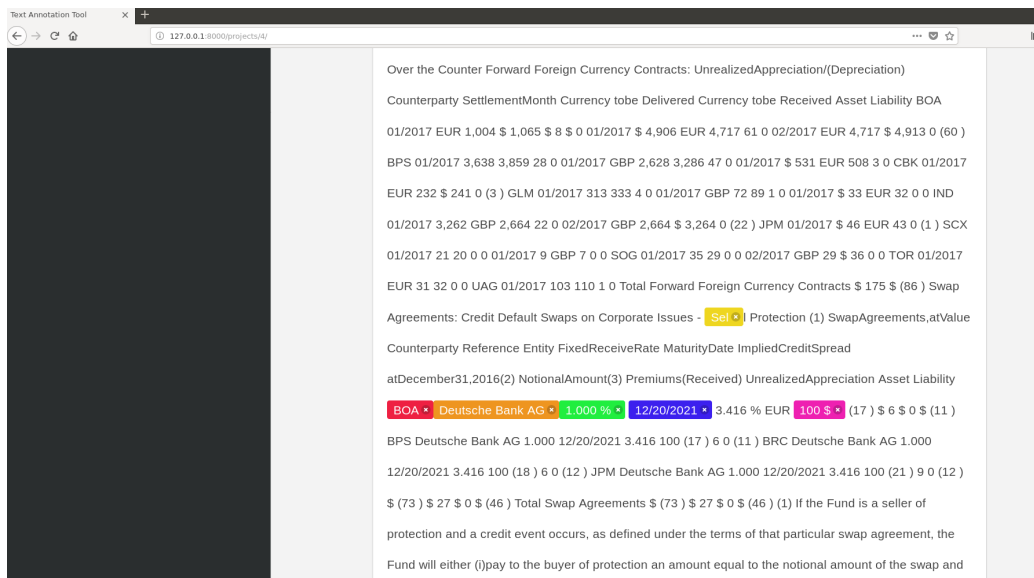 Text Annotation Tool
127.0.0.1:8000/projects/4/
Over the Counter Forward Foreign Currency Contracts: UnrealizedAppreciation/(Depreciation)
Counterparty SettlementMonth Currency tobe Delivered Currency tobe Received Asset Liability BOA
01/2017 EUR 1,004 $ 1,065 $ 8 $ 0 01/2017 $ 4,906 EUR 4,717 61 0 02/2017 EUR 4,717 $ 4,913 0 (60 )
BPS 01/2017 3,638 3,859 28 0 01/2017 GBP 2,628 3,286 47 0 01/2017 $ 531 EUR 508 3 0 CBK 01/2017
EUR 232 $ 241 0 (3 ) GLM 01/2017 313 333 4 0 01/2017 GBP 72 89 1 0 01/2017 $ 33 EUR 32 0 0 IND
01/2017 3,262 GBP 2,664 22 0 02/2017 GBP 2,664 $ 3,264 0 (22 ) JPM 01/2017 $ 46 EUR 43 0 (1 ) SCX
01/2017 21 20 0 0 01/2017 9 GBP 7 0 0 SOG 01/2017 35 29 0 0 02/2017 GBP 29 $ 36 0 0 TOR 01/2017
EUR 31 32 0 0 UAG 01/2017 103 110 1 0 Total Forward Foreign Currency Contracts $ 175 $ (86 ) Swap
Agreements: Credit Default Swaps on Corporate Issues - Sel l Protection (1) SwapAgreements,atValue
Counterparty Reference Entity FixedReceiveRate MaturityDate ImpliedCreditSpread
atDecember31,2016(2) NotionalAmount(3) Premiums(Received) UnrealizedAppreciation Asset Liability
BOA Deutsche Bank AG 1.000 % 12/20/2021 3.416 % EUR 100 $ (17 ) $ 6 $ 0 $ (11 )
BPS Deutsche Bank AG 1.000 12/20/2021 3.416 100 (17 ) 6 0 (11 ) BRC Deutsche Bank AG 1.000
12/20/2021 3.416 100 (18 ) 6 0 (12 ) JPM Deutsche Bank AG 1.000 12/20/2021 3.416 100 (21 ) 9 0 (12 )
$ (73 ) $ 27 $ 0 $ (46 ) Total Swap Agreements $ (73 ) $ 27 $ 0 $ (46 ) (1) If the Fund is a seller of
protection and a credit event occurs, as defined under the terms of that particular swap agreement, the
Fund will either (i)pay to the buyer of protection an amount equal to the notional amount of the swap and